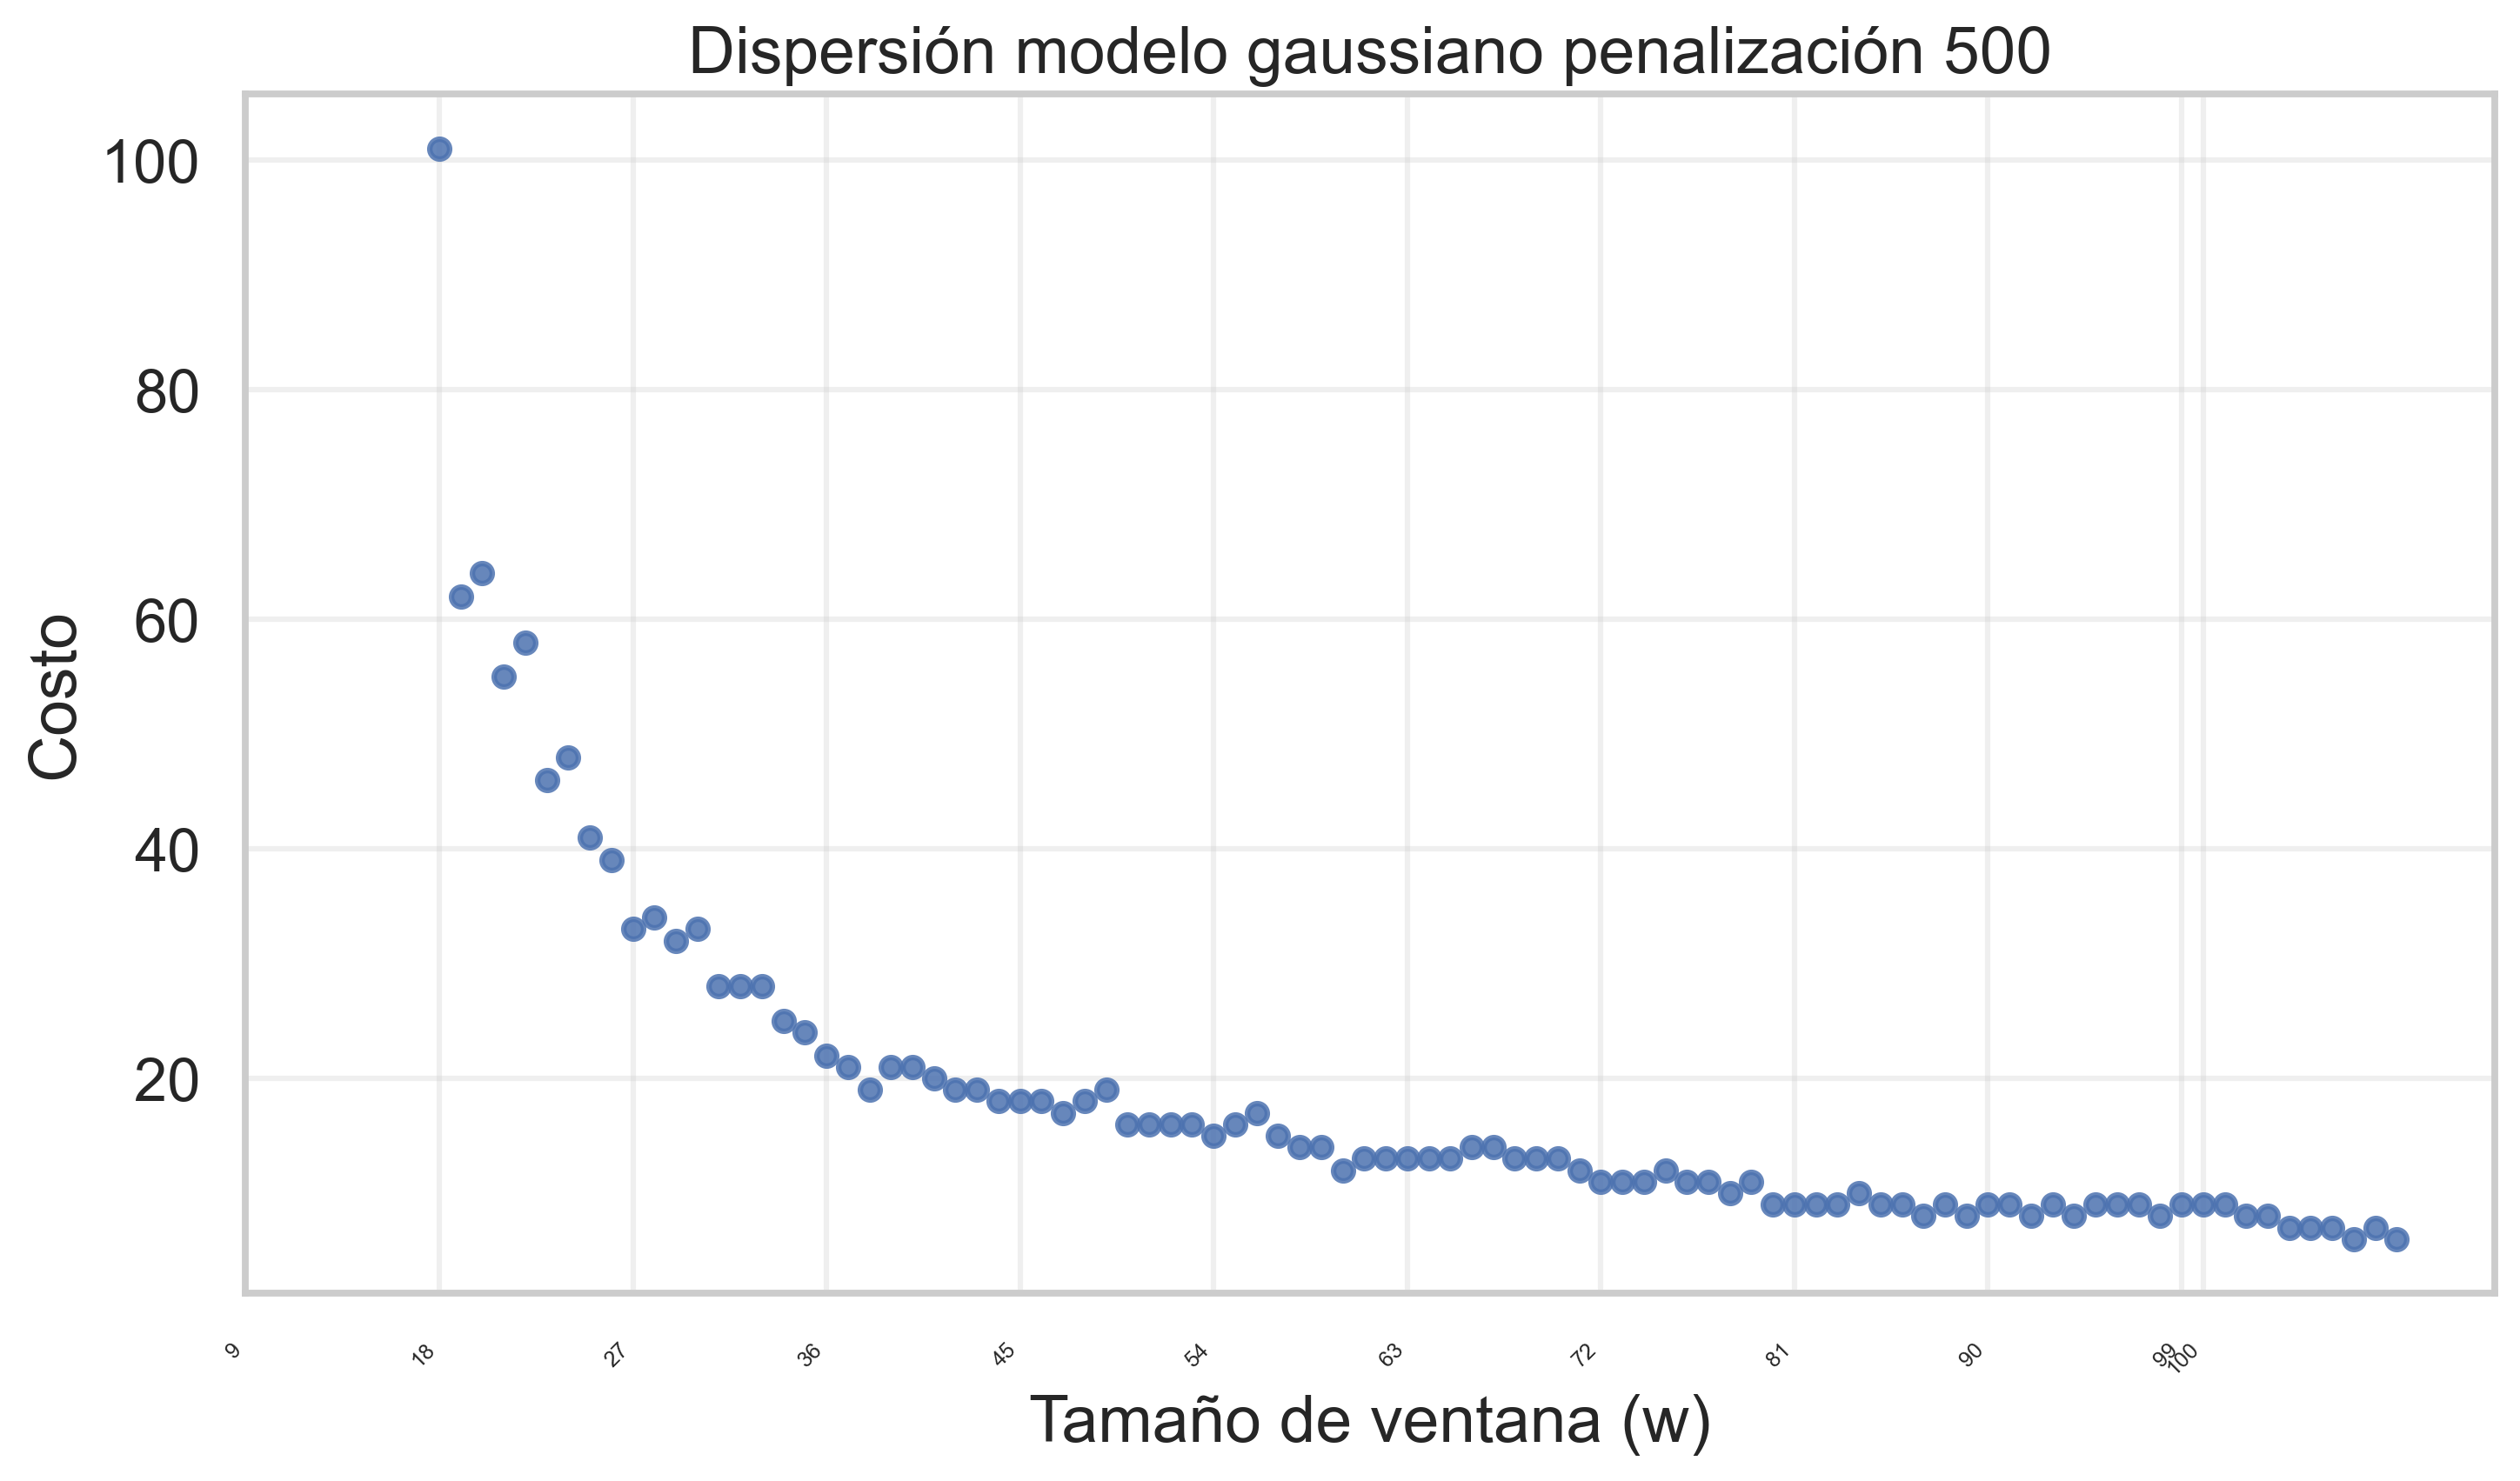 Dispersión modelo gaussiano penalización 500
100
80
60
40
20
Costo
9 18 27 36 45 54 63 72 81 90 99 100
Tamaño de ventana (w)